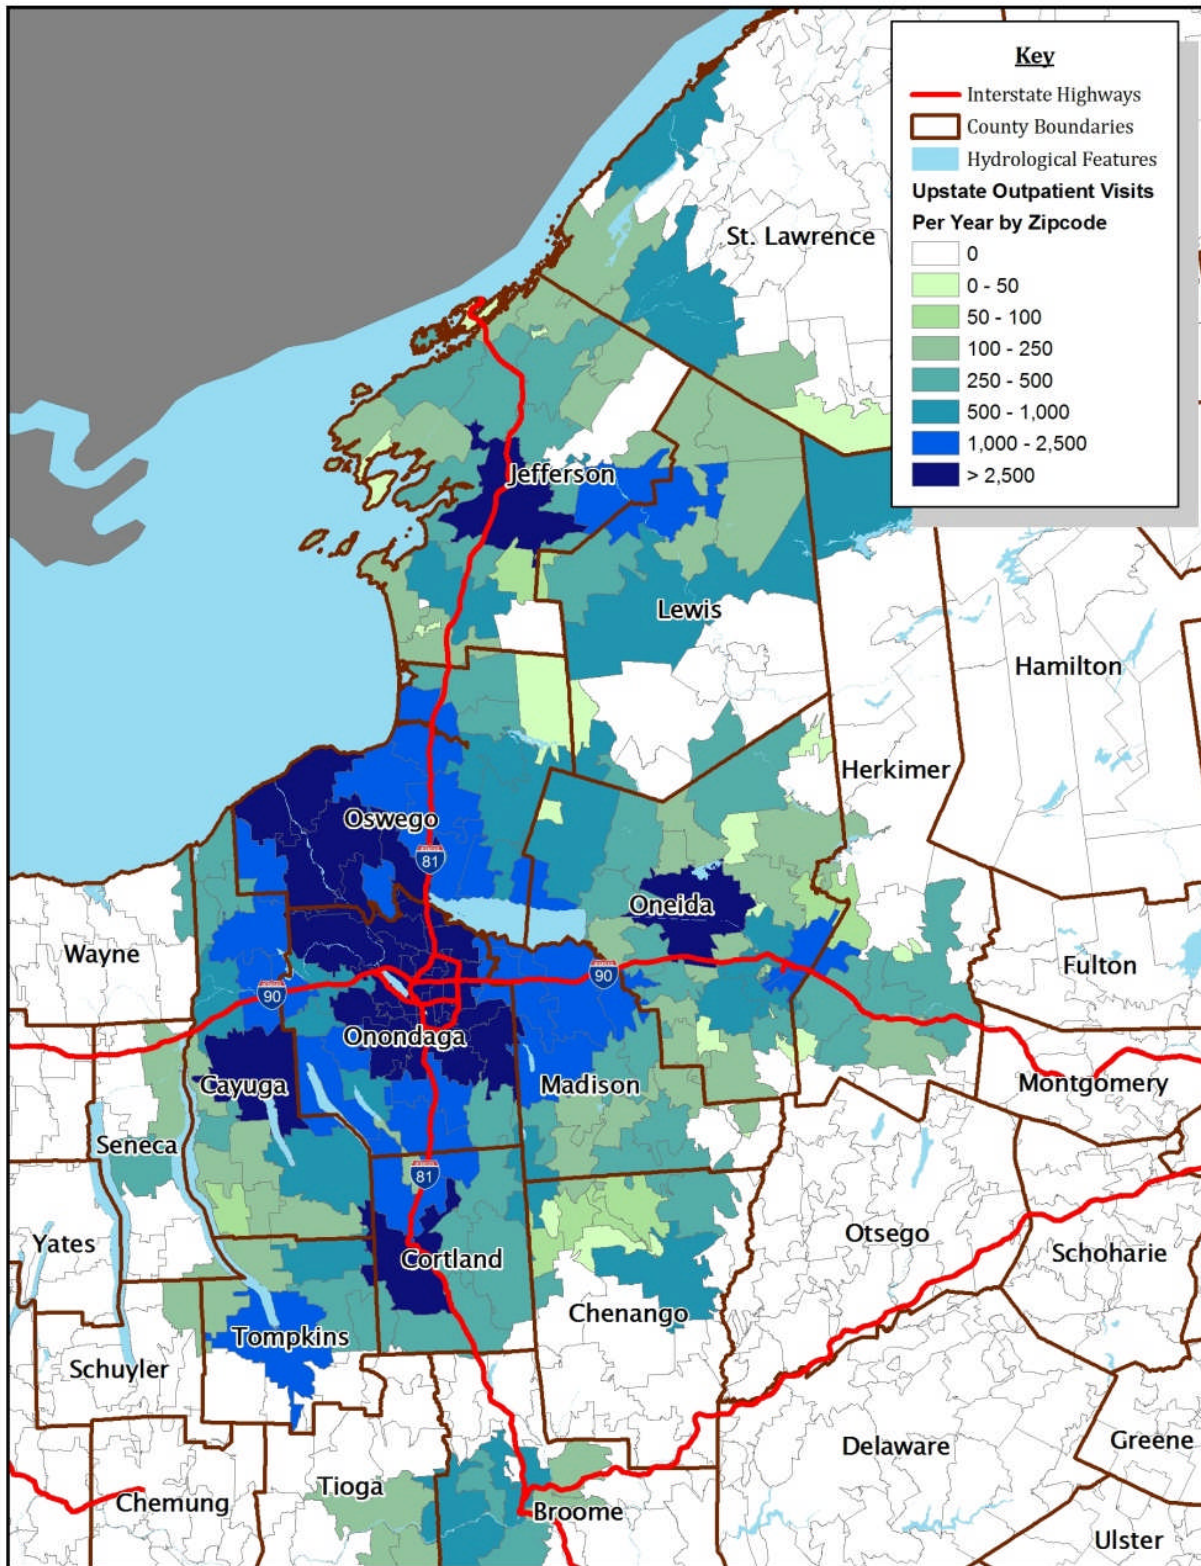 Key
Interstate Highways
County Boundaries
Hydrological Features
Upstate Outpatient Visits
Per Year by Zipcode
0
0 - 50
50 - 100
100 - 250
250 - 500
500 - 1,000
1,000 - 2,500
> 2,500
St. Lawrence
Jefferson
Lewis
Hamilton
Herkimer
Oswego
81
Oneida
Wayne
Fulton
90
90
Onondaga
Cayuga
Madison
Montgomery
Seneca
81
Otsego
Yates
Schoharie
Cortland
Chenango
Tompkins
Schuyler
Delaware
Greene
Tioga
Chemung
Broome
Ulster